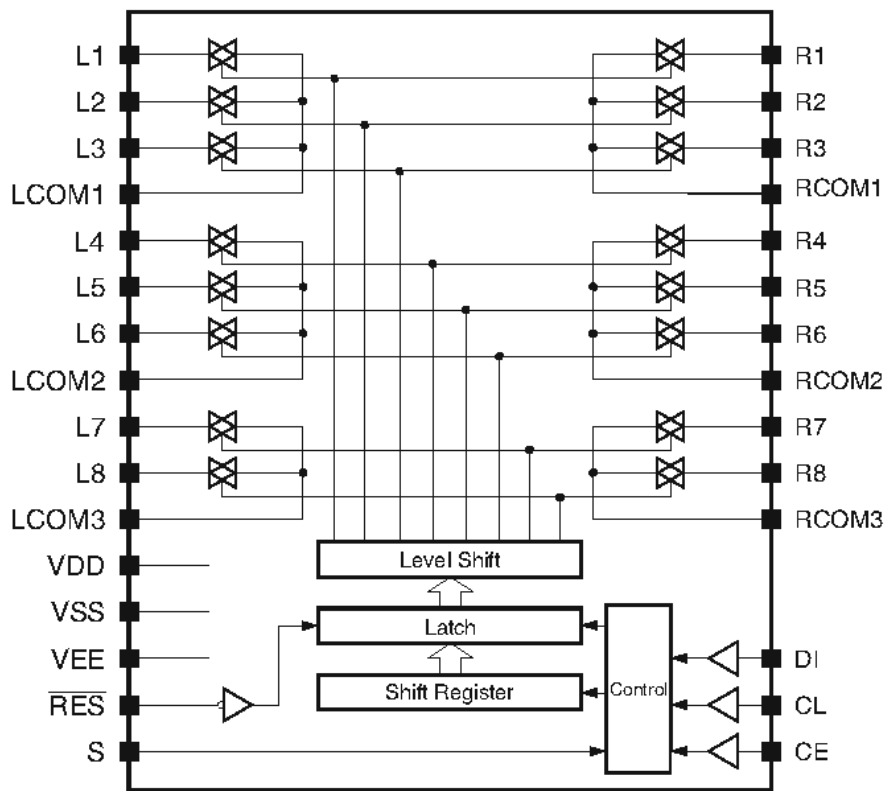 L1 R1
L2 R2
L3 R3
LCOM1 RCOM1
L4 R4
L5 R5
L6 R6
LCOM2 RCOM2
L7 R7
L8 R8
LCOM3 RCOM3
VDD Level Shift
VSS Latch
VEE DI
RES Shift Register Control CL
S CE